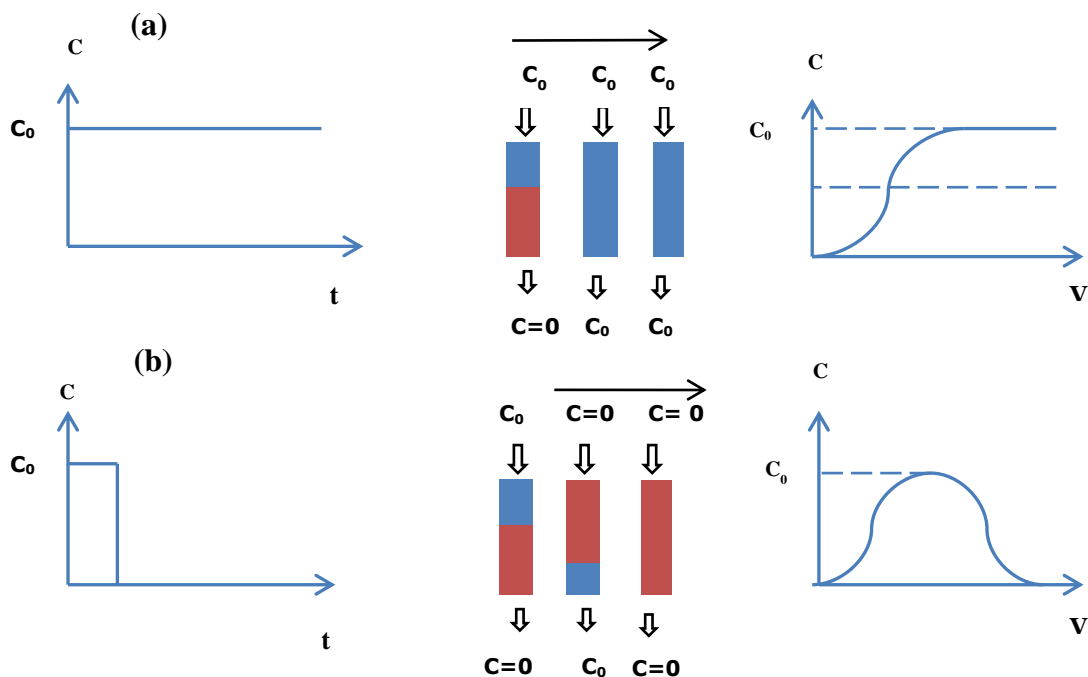 (a)
C
C₀
t
C₀ C₀ C₀
C=0 C₀ C₀
C
C₀
V
(b)
C
C₀
t
C₀ C=0 C= 0
C=0 C₀ C=0
C
C₀
V